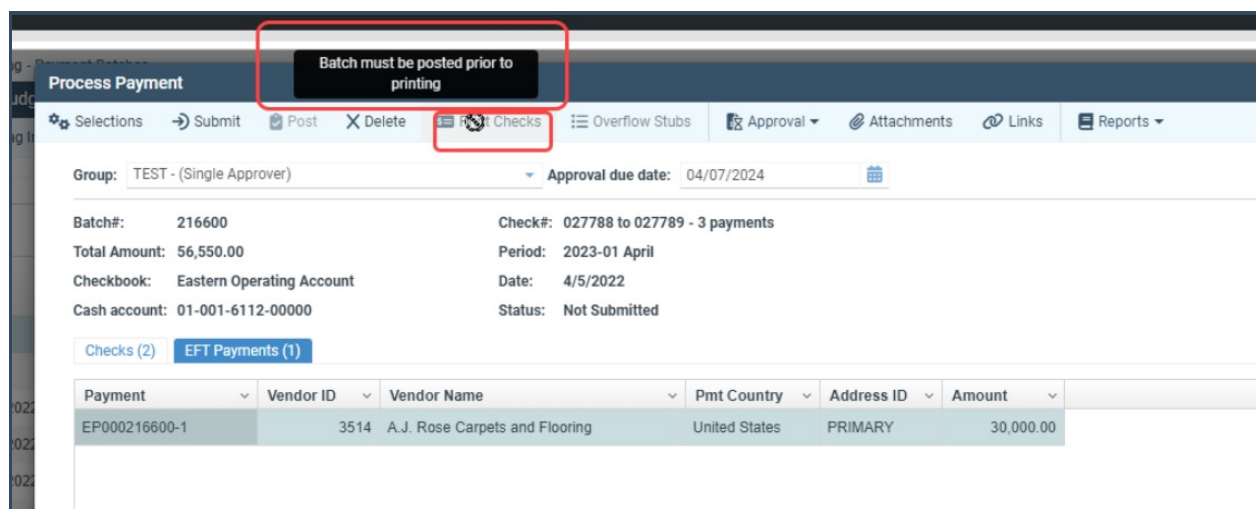 Batch must be posted prior to
printing
Process Payment
Selections Submit Post Delete Checks Overflow Stubs Approval Attachments Links Reports
Group: TEST - (Single Approver) Approval due date: 04/07/2024
Batch#: 216600 Check#: 027788 to 027789 - 3 payments
Total Amount: 56,550.00 Period: 2023-01 April
Checkbook: Eastern Operating Account Date: 4/5/2022
Cash account: 01-001-6112-00000 Status: Not Submitted
Checks (2) EFT Payments (1)
Payment Vendor ID Vendor Name Pmt Country Address ID Amount
EP000216600-1 3514 A.J. Rose Carpets and Flooring United States PRIMARY 30,000.00